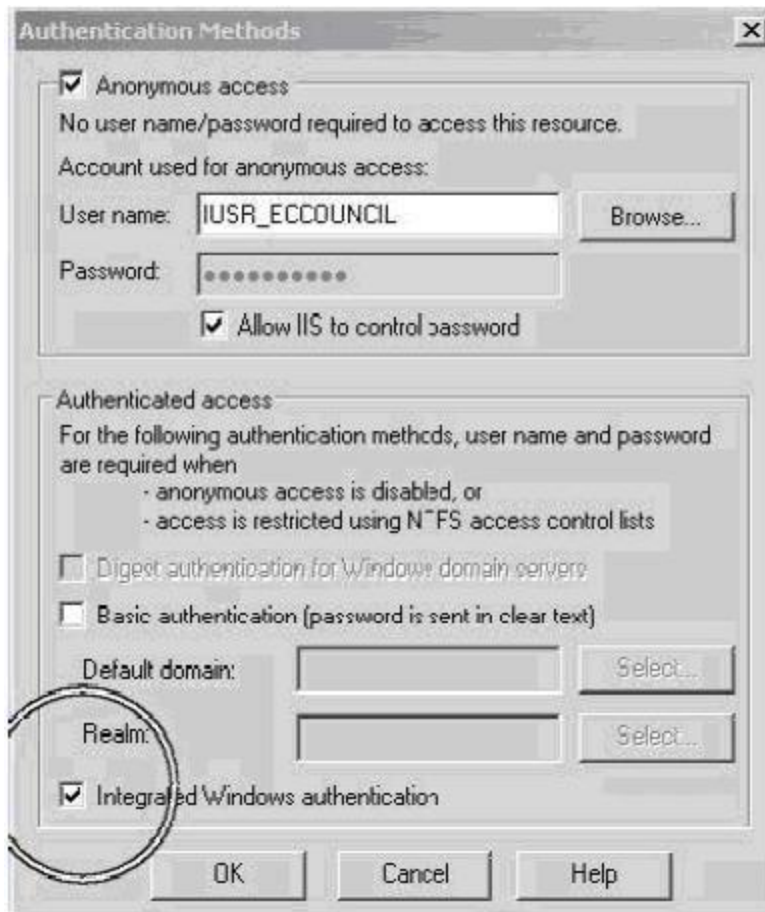 Authentication Methods
Anonymous access
No user name/password required to access this resource.
Account used for anonymous access:
User name: IUSR_ECCOUNCIL Browse...
Password: ●●●●●●●●●●
Allow IIS to control password
Authenticated access
For the following authentication methods, user name and password
are required when
- anonymous access is disabled, or
- access is restricted using NTFS access control lists
Digest authentication for Windows domain servers
Basic authentication (password is sent in clear text)
Default domain: Select...
Realm: Select...
Integrated Windows authentication
OK Cancel Help